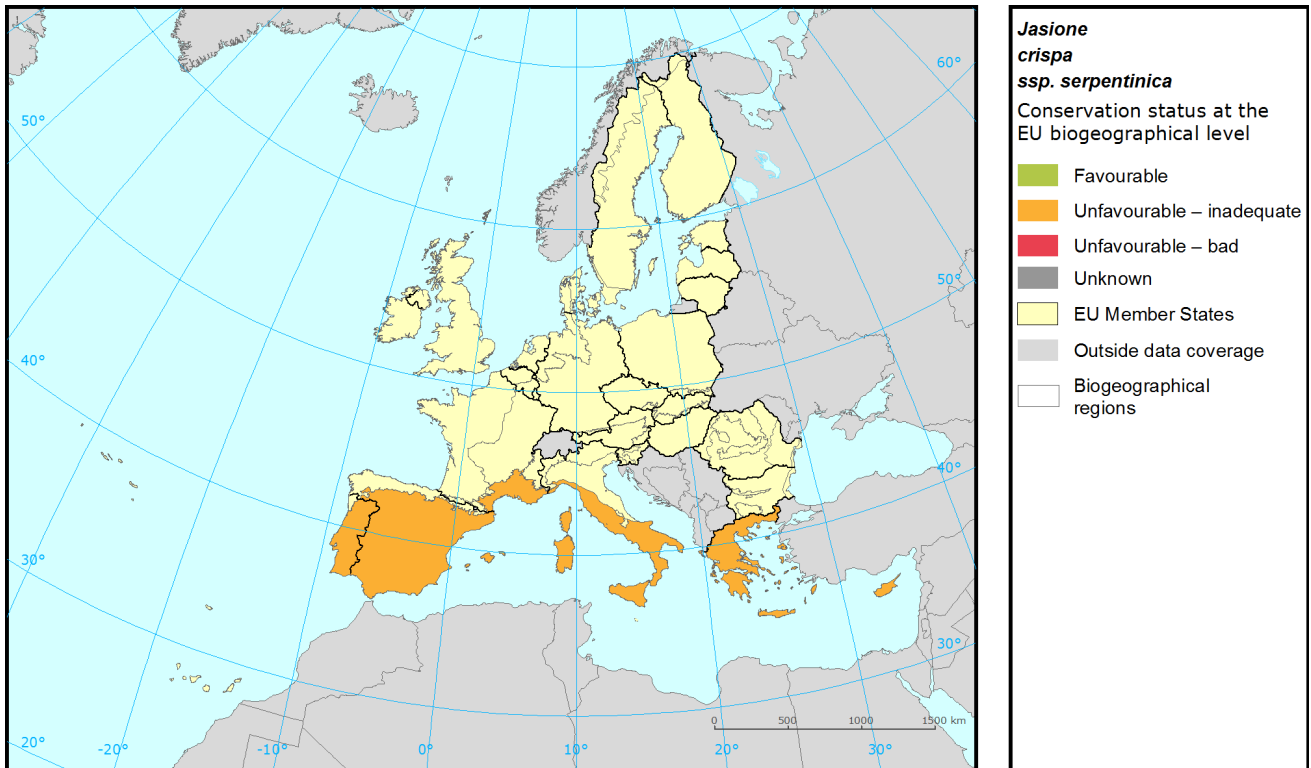 Jasione
crispa
ssp. serpentinica
Conservation status at the
EU biogeographical level
Favourable
Unfavourable – inadequate
Unfavourable – bad
Unknown
EU Member States
Outside data coverage
Biogeographical
regions
60°
50°
50°
40°
40°
30°
30°
0 500 1000 1500 km
20° -20° -10° 0° 10° 20° 30°